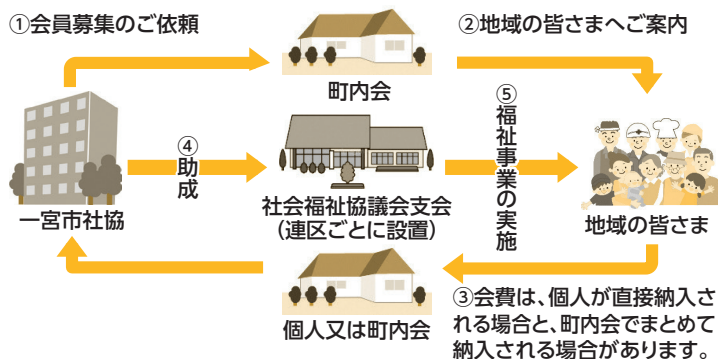 ①会員募集のご依頼
②地域の皆さまへご案内
町内会
④助成
⑤福祉事業の実施
一宮市社協
社会福祉協議会支会
(連区ごとに設置)
地域の皆さま
個人又は町内会
③会費は、個人が直接納入さ
れる場合と、町内会でまとめて
納入される場合があります。